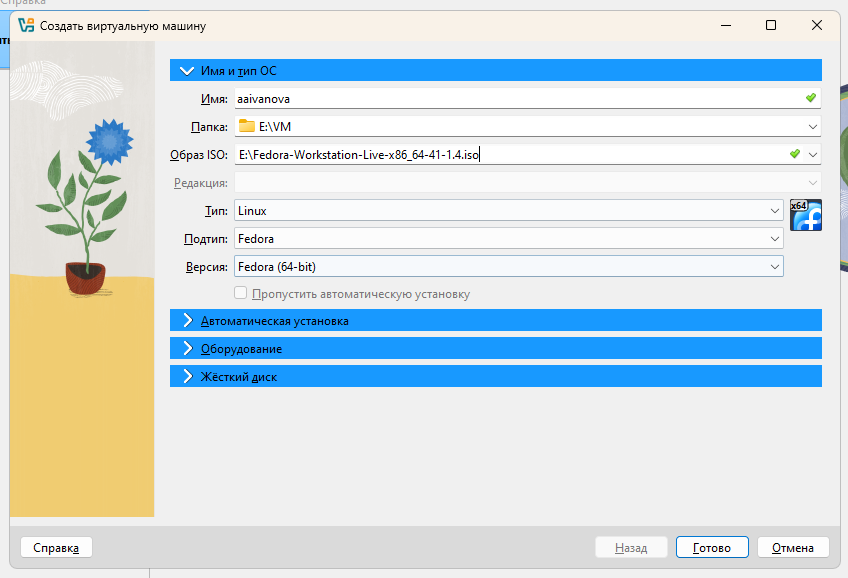 Справка
Создать виртуальную машину
Имя и тип ОС
Имя: aaivanova
Папка: E:\VM
Образ ISO: E:\Fedora-Workstation-Live-x86_64-41-1.4.iso
Редакция:
Тип: Linux
x64
Подтип: Fedora
Версия: Fedora (64-bit)
Пропустить автоматическую установку
Автоматическая установка
Оборудование
Жёсткий диск
Справка
Назад
Готово
Отмена